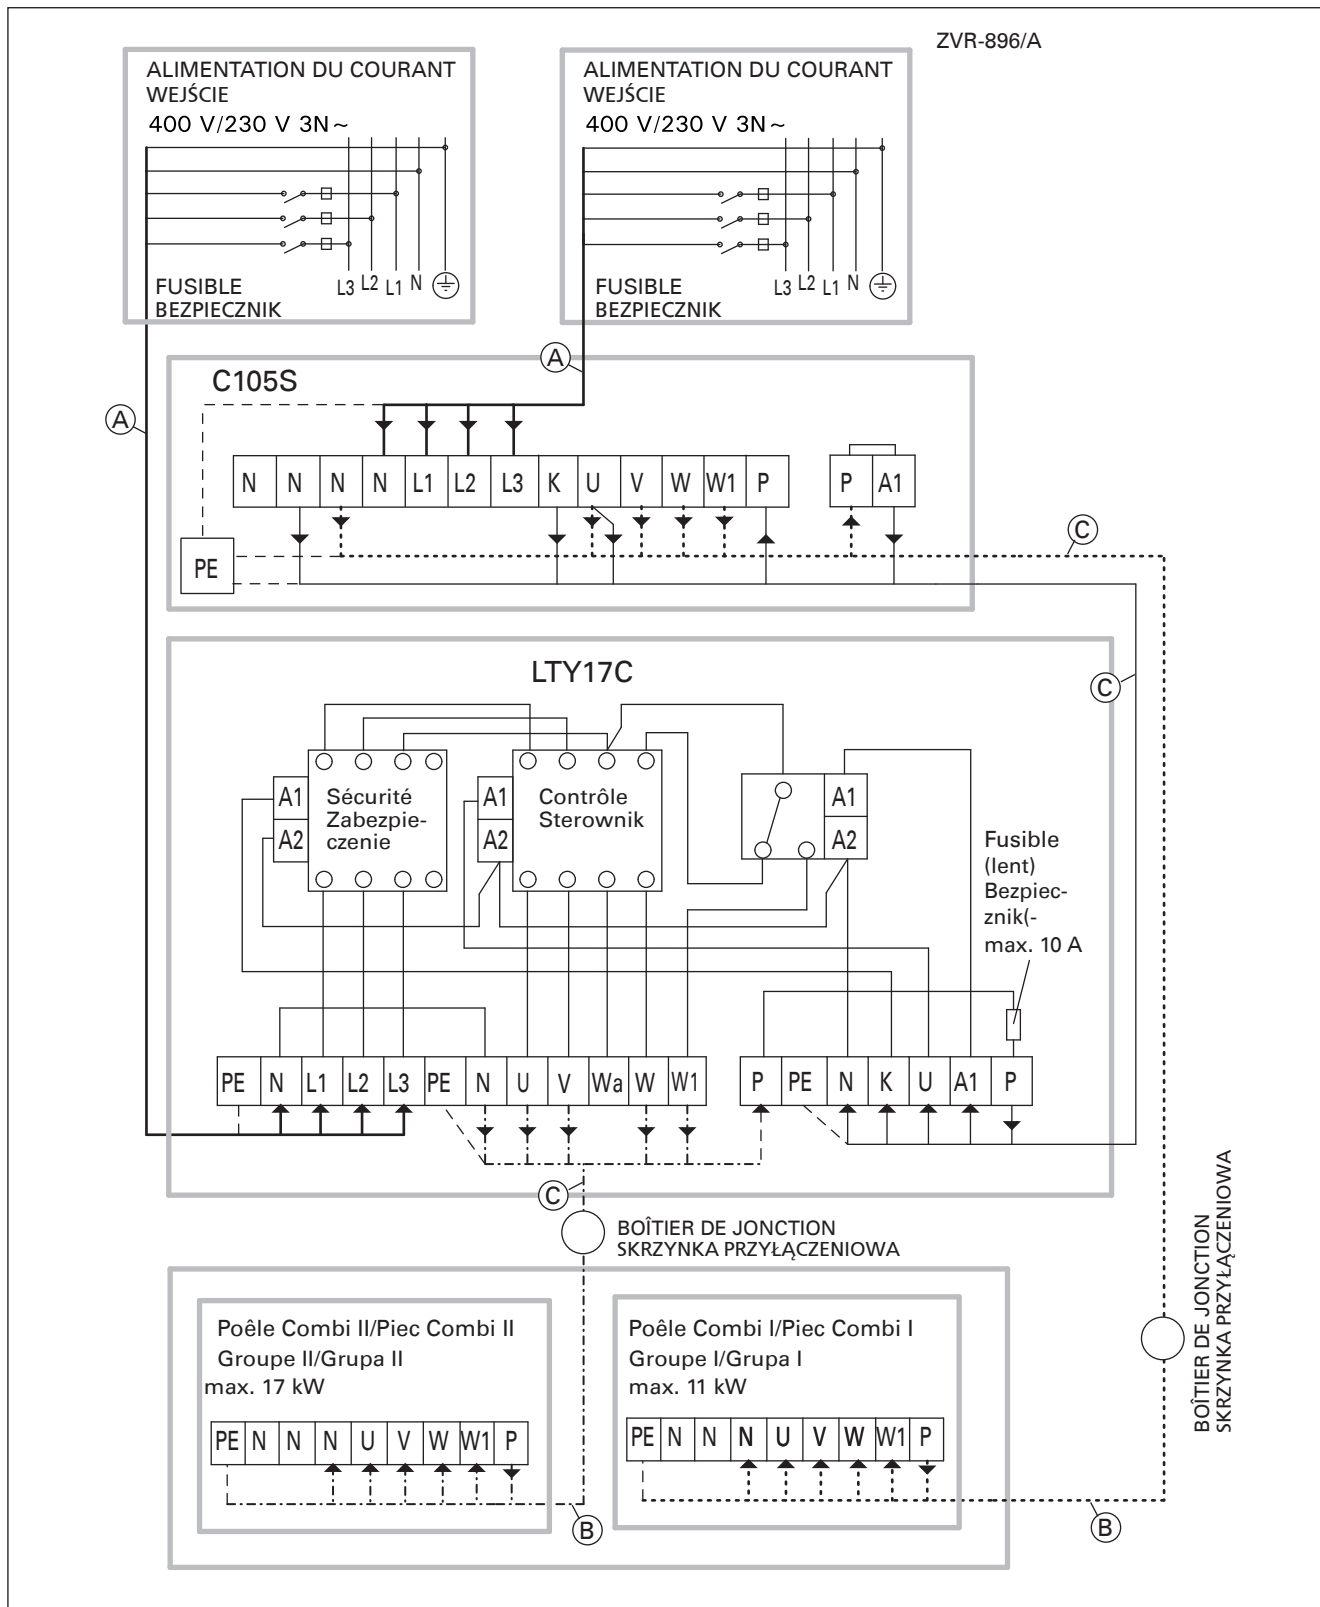 ZVR-896/A
ALIMENTATION DU COURANT
WEJŚCIE
400 V/230 V 3N~
FUSIBLE
BEZPIECZNIK
L3 L2 L1 N
ALIMENTATION DU COURANT
WEJŚCIE
400 V/230 V 3N~
FUSIBLE
BEZPIECZNIK
L3 L2 L1 N
A
A
C105S
N N N N L1 L2 L3 K U V W W1 P
P A1
PE
C
C
LTY17C
A1
A2
Sécurité
Zabezpie-
czenie
A1
A2
Contrôle
Sterownik
A1
A2
Fusible
(lent)
Bezpiec-
znik(-
max. 10 A
PE N L1 L2 L3 PE N U V Wa W W1
P PE N K U A1 P
C
BOÎTIER DE JONCTION
SKRZYNKA PRZYŁĄCZENIOWA
BOÎTIER DE JONCTION
SKRZYNKA PRZYŁĄCZENIOWA
Poêle Combi II/Piec Combi II
Groupe II/Grupa II
max. 17 kW
PE N N N U V W W1 P
B
Poêle Combi I/Piec Combi I
Groupe I/Grupa I
max. 11 kW
PE N N N U V W W1 P
B